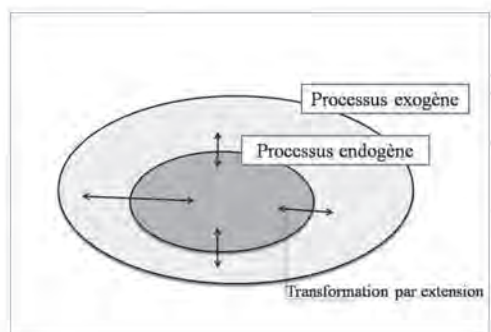 Processus exogène
Processus endogène
Transformation par extension